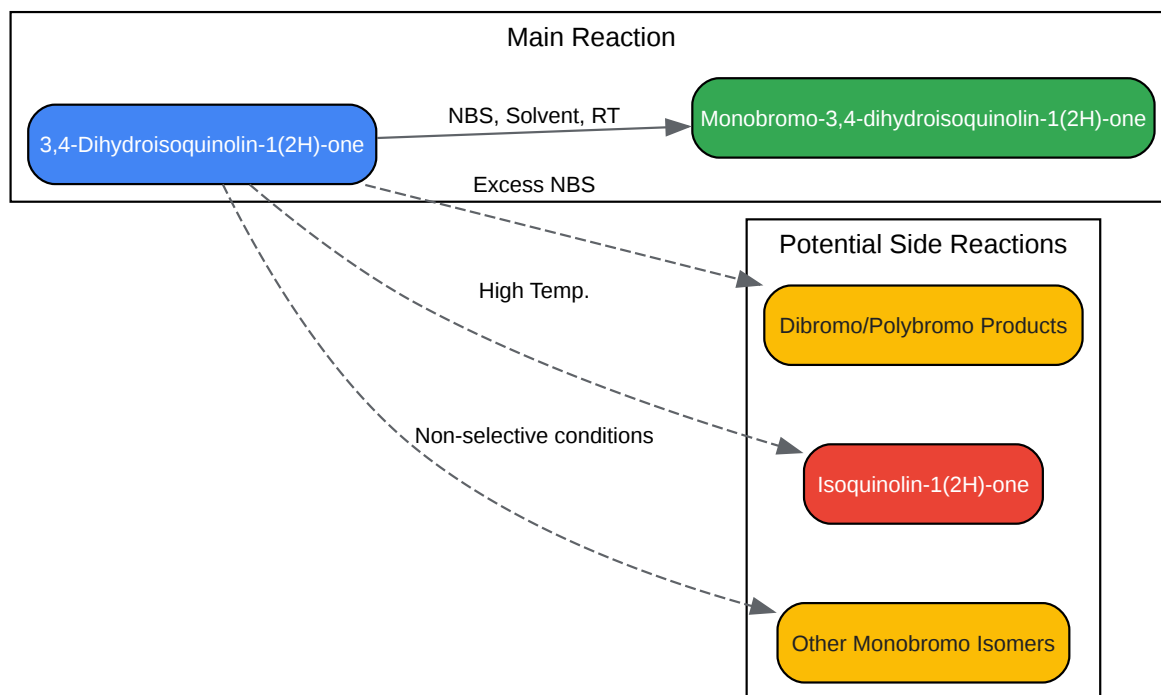 Main Reaction
3,4-Dihydroisoquinolin-1(2H)-one
NBS, Solvent, RT
Monobromo-3,4-dihydroisoquinolin-1(2H)-one
Excess NBS
Potential Side Reactions
High Temp.
Dibromo/Polybromo Products
Non-selective conditions
Isoquinolin-1(2H)-one
Other Monobromo Isomers